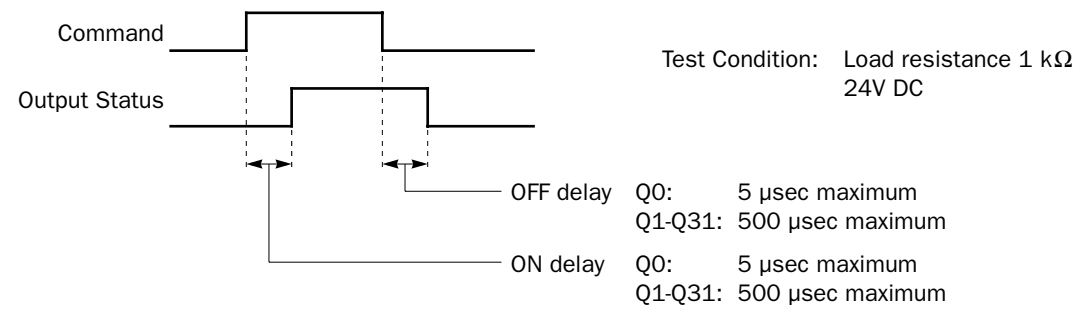 Command
Test Condition: Load resistance 1 kΩ
24V DC
Output Status
OFF delay Q0: 5 μsec maximum
Q1-Q31: 500 μsec maximum
ON delay Q0: 5 μsec maximum
Q1-Q31: 500 μsec maximum